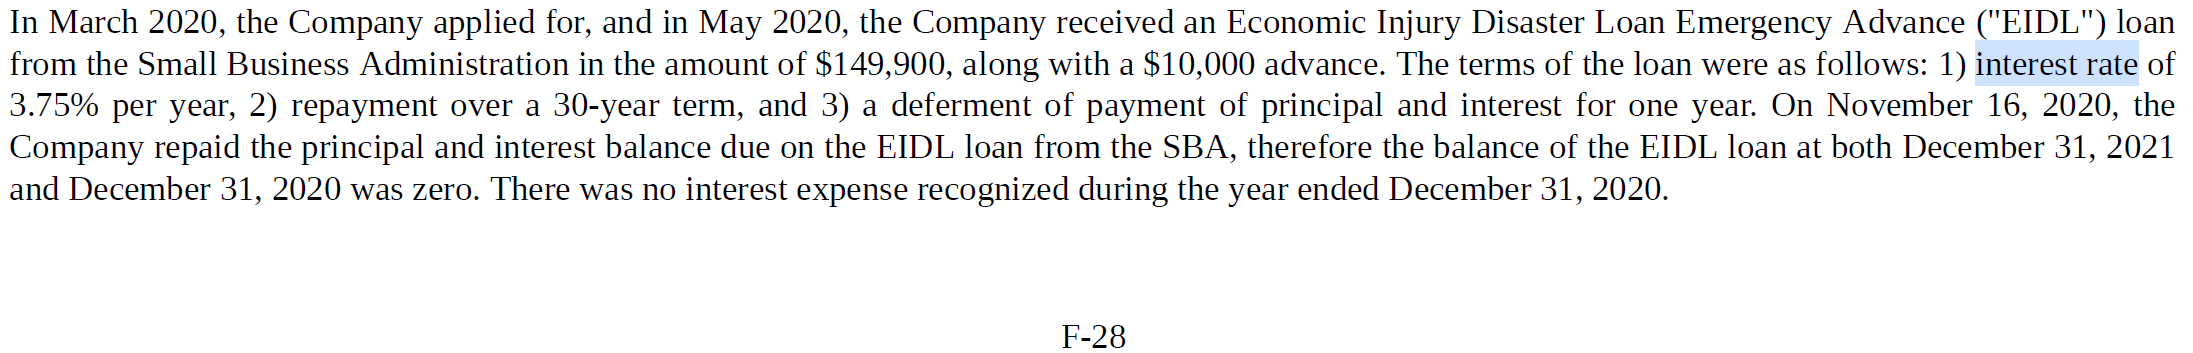 In March 2020, the Company applied for, and in May 2020, the Company received an Economic Injury Disaster Loan Emergency Advance ("EIDL") loan
from the Small Business Administration in the amount of $149,900, along with a $10,000 advance. The terms of the loan were as follows: 1) interest rate of
3.75% per year, 2) repayment over a 30-year term, and 3) a deferment of payment of principal and interest for one year. On November 16, 2020, the
Company repaid the principal and interest balance due on the EIDL loan from the SBA, therefore the balance of the EIDL loan at both December 31, 2021
and December 31, 2020 was zero. There was no interest expense recognized during the year ended December 31, 2020.
F-28